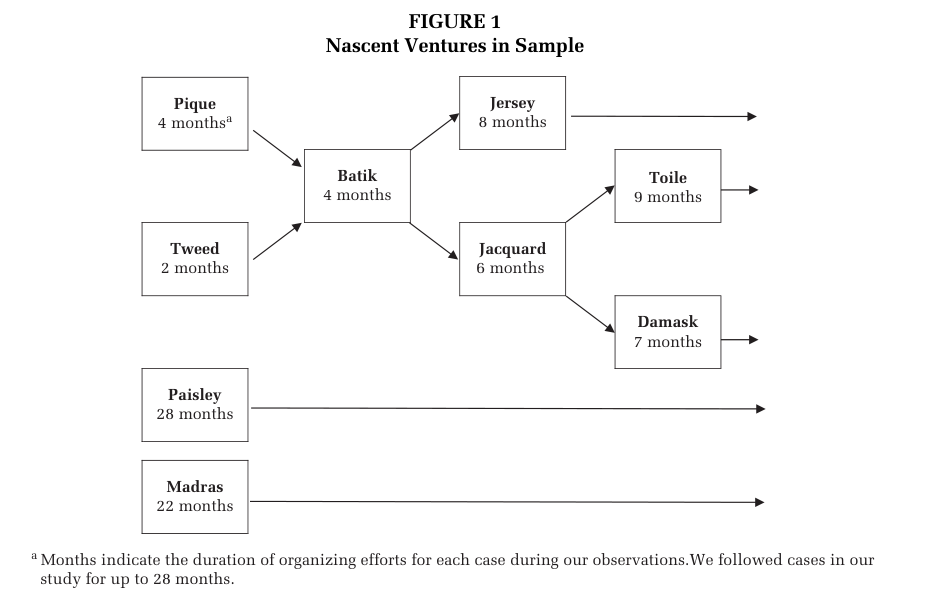 FIGURE 1
Nascent Ventures in Sample
Pique
4 monthsᵃ
Jersey
8 months
Batik
4 months
Toile
9 months
Tweed
2 months
Jacquard
6 months
Damask
7 months
Paisley
28 months
Madras
22 months
ᵃ Months indicate the duration of organizing efforts for each case during our observations.We followed cases in our
study for up to 28 months.